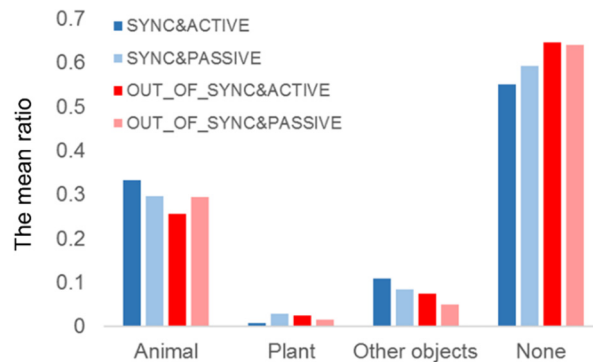 The mean ratio
0.7
0.6
0.5
0.4
0.3
0.2
0.1
0
SYNC&ACTIVE
SYNC&PASSIVE
OUT_OF_SYNC&ACTIVE
OUT_OF_SYNC&PASSIVE
Animal
Plant
Other objects
None